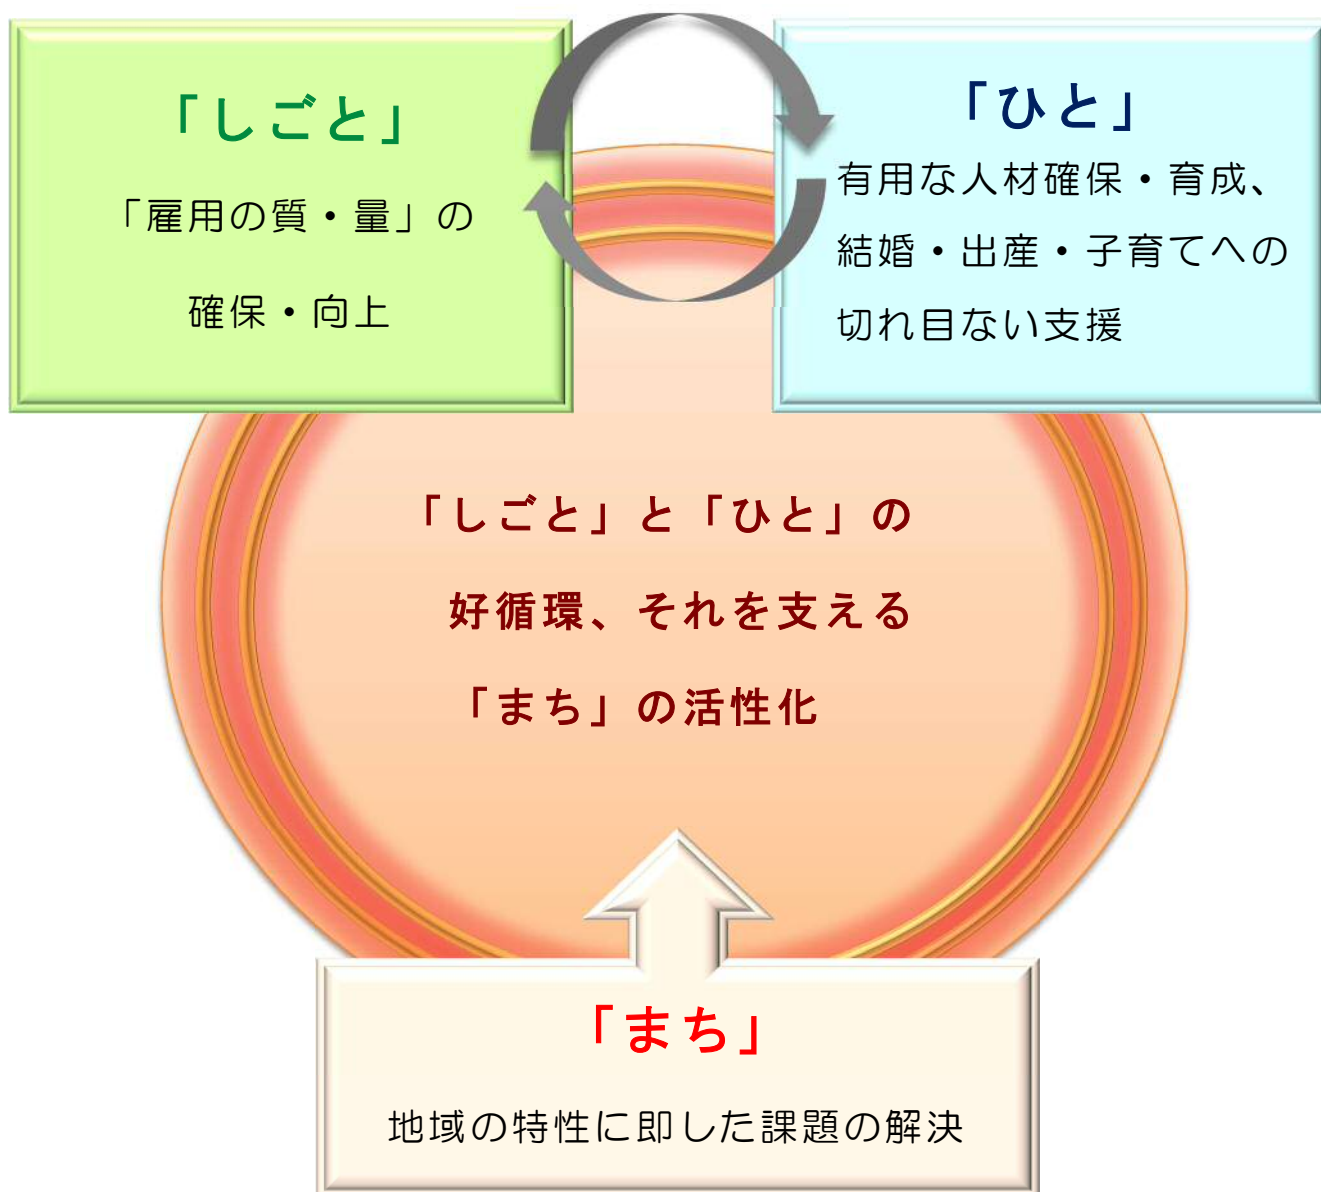 「しごと」
「雇用の質・量」の
確保・向上
「ひと」
有用な人材確保・育成、
結婚・出産・子育てへの
切れ目ない支援
「しごと」と「ひと」の
好循環、それを支える
「まち」の活性化
「まち」
地域の特性に即した課題の解決